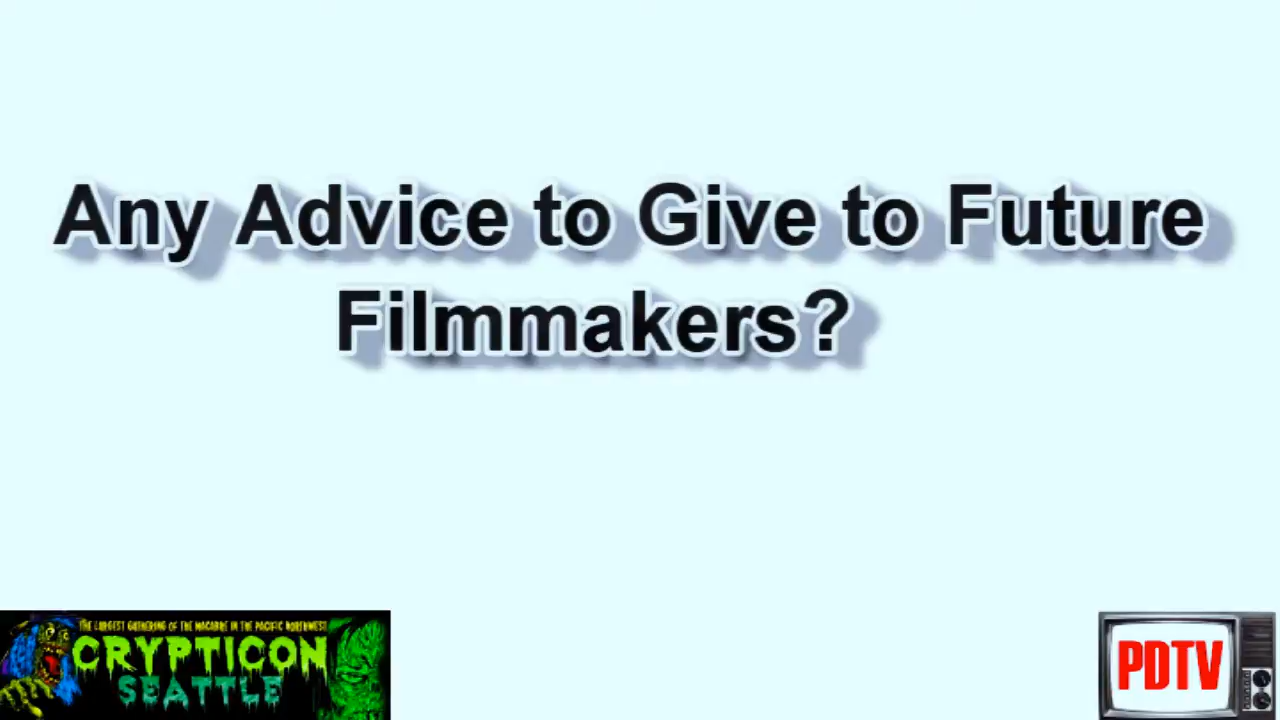 Any Advice to Give to Future
Filmmakers?
THE LARGEST GATHERING OF THE MACABRE IN THE PACIFIC NORTHWEST
CRYPTICON
SEATTLE
PDTV